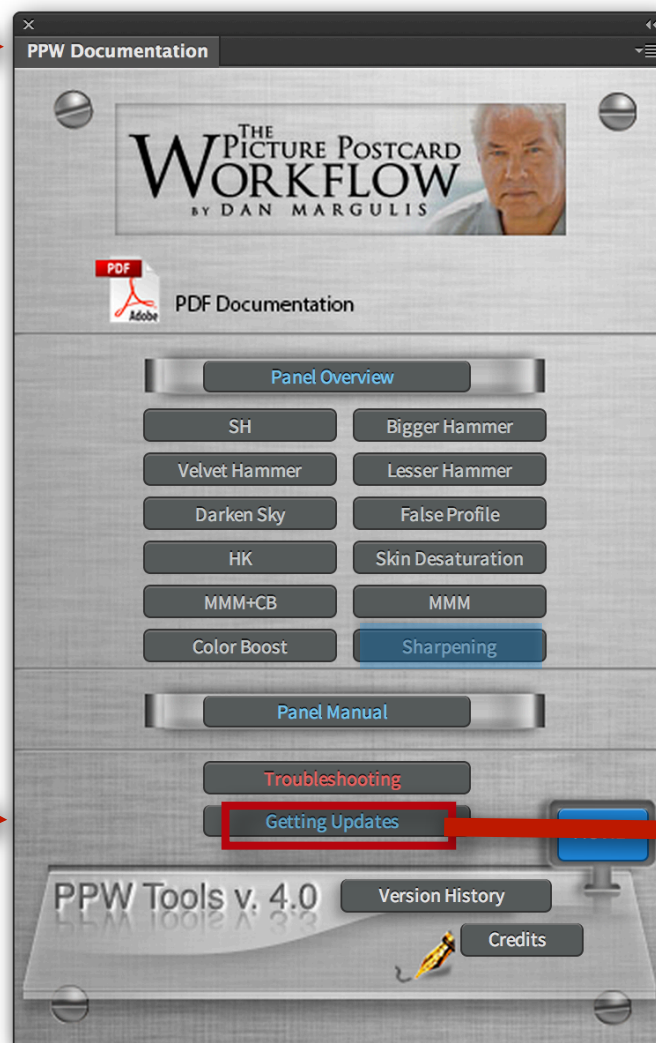 PPW Documentation
THE
PICTURE POSTCARD
WORKFLOW
BY DAN MARGULIS
PDF
Adobe
PDF Documentation
Panel Overview
SH
Bigger Hammer
Velvet Hammer
Lesser Hammer
Darken Sky
False Profile
HK
Skin Desaturation
MMM+CB
MMM
Color Boost
Sharpening
Panel Manual
Troubleshooting
Getting Updates
PPW Tools v. 4.0
Version History
Credits